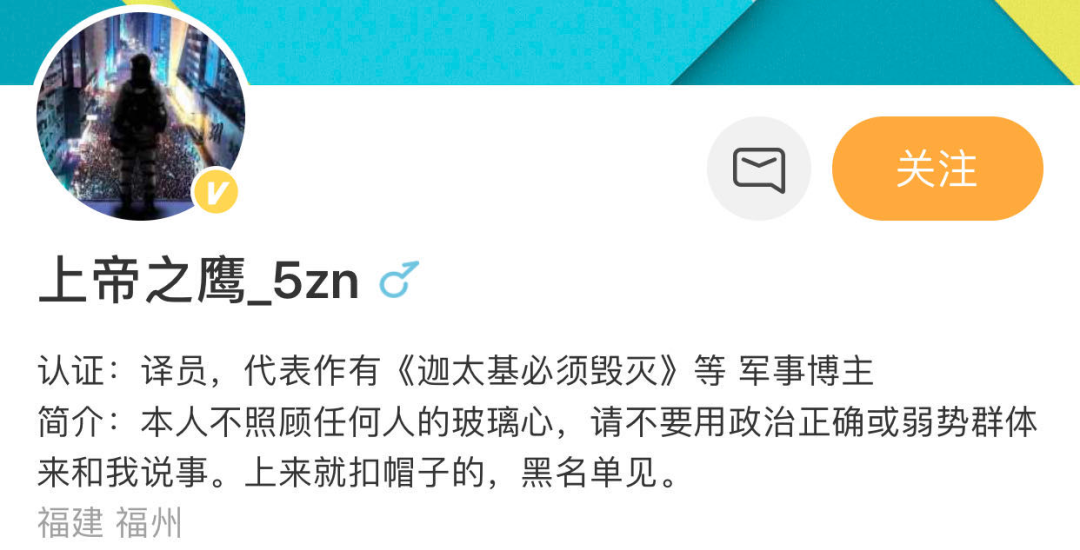 关注
上帝之鹰_5zn
认证：译员，代表作有《迦太基必须毁灭》等 军事博主
简介：本人不照顾任何人的玻璃心，请不要用政治正确或弱势群体
来和我说事。上来就扣帽子的，黑名单见。
福建 福州